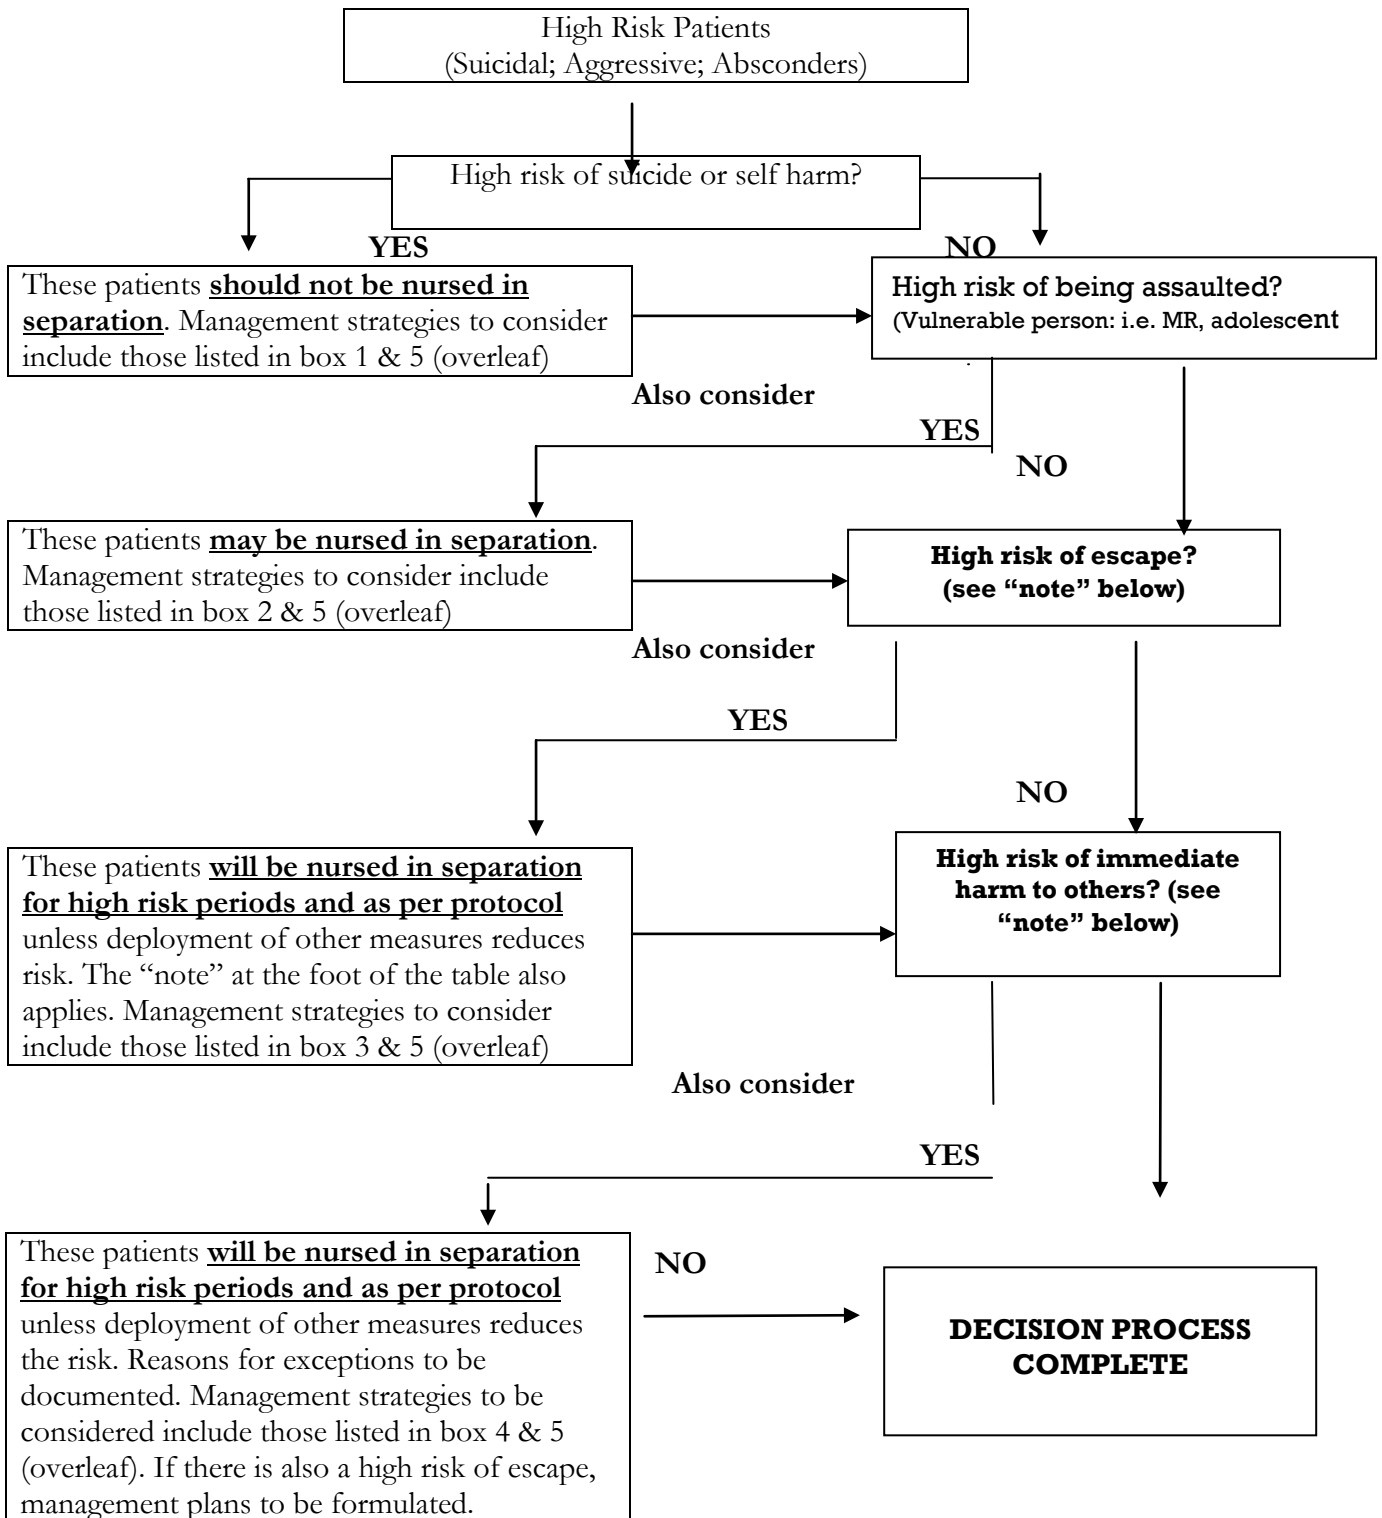 High Risk Patients
(Suicidal; Aggressive; Absconders)
High risk of suicide or self harm?
YES
NO
These patients should not be nursed in
separation. Management strategies to consider
include those listed in box 1 & 5 (overleaf)
High risk of being assaulted?
(Vulnerable person: i.e. MR, adolescent
Also consider
YES
NO
These patients may be nursed in separation.
Management strategies to consider include
those listed in box 2 & 5 (overleaf)
High risk of escape?
(see “note” below)
Also consider
YES
NO
These patients will be nursed in separation
for high risk periods and as per protocol
unless deployment of other measures reduces
risk. The “note” at the foot of the table also
applies. Management strategies to consider
include those listed in box 3 & 5 (overleaf)
High risk of immediate
harm to others? (see
“note” below)
Also consider
YES
These patients will be nursed in separation
for high risk periods and as per protocol
unless deployment of other measures reduces
the risk. Reasons for exceptions to be
documented. Management strategies to be
considered include those listed in box 4 & 5
(overleaf). If there is also a high risk of escape,
management plans to be formulated.
NO
DECISION PROCESS
COMPLETE